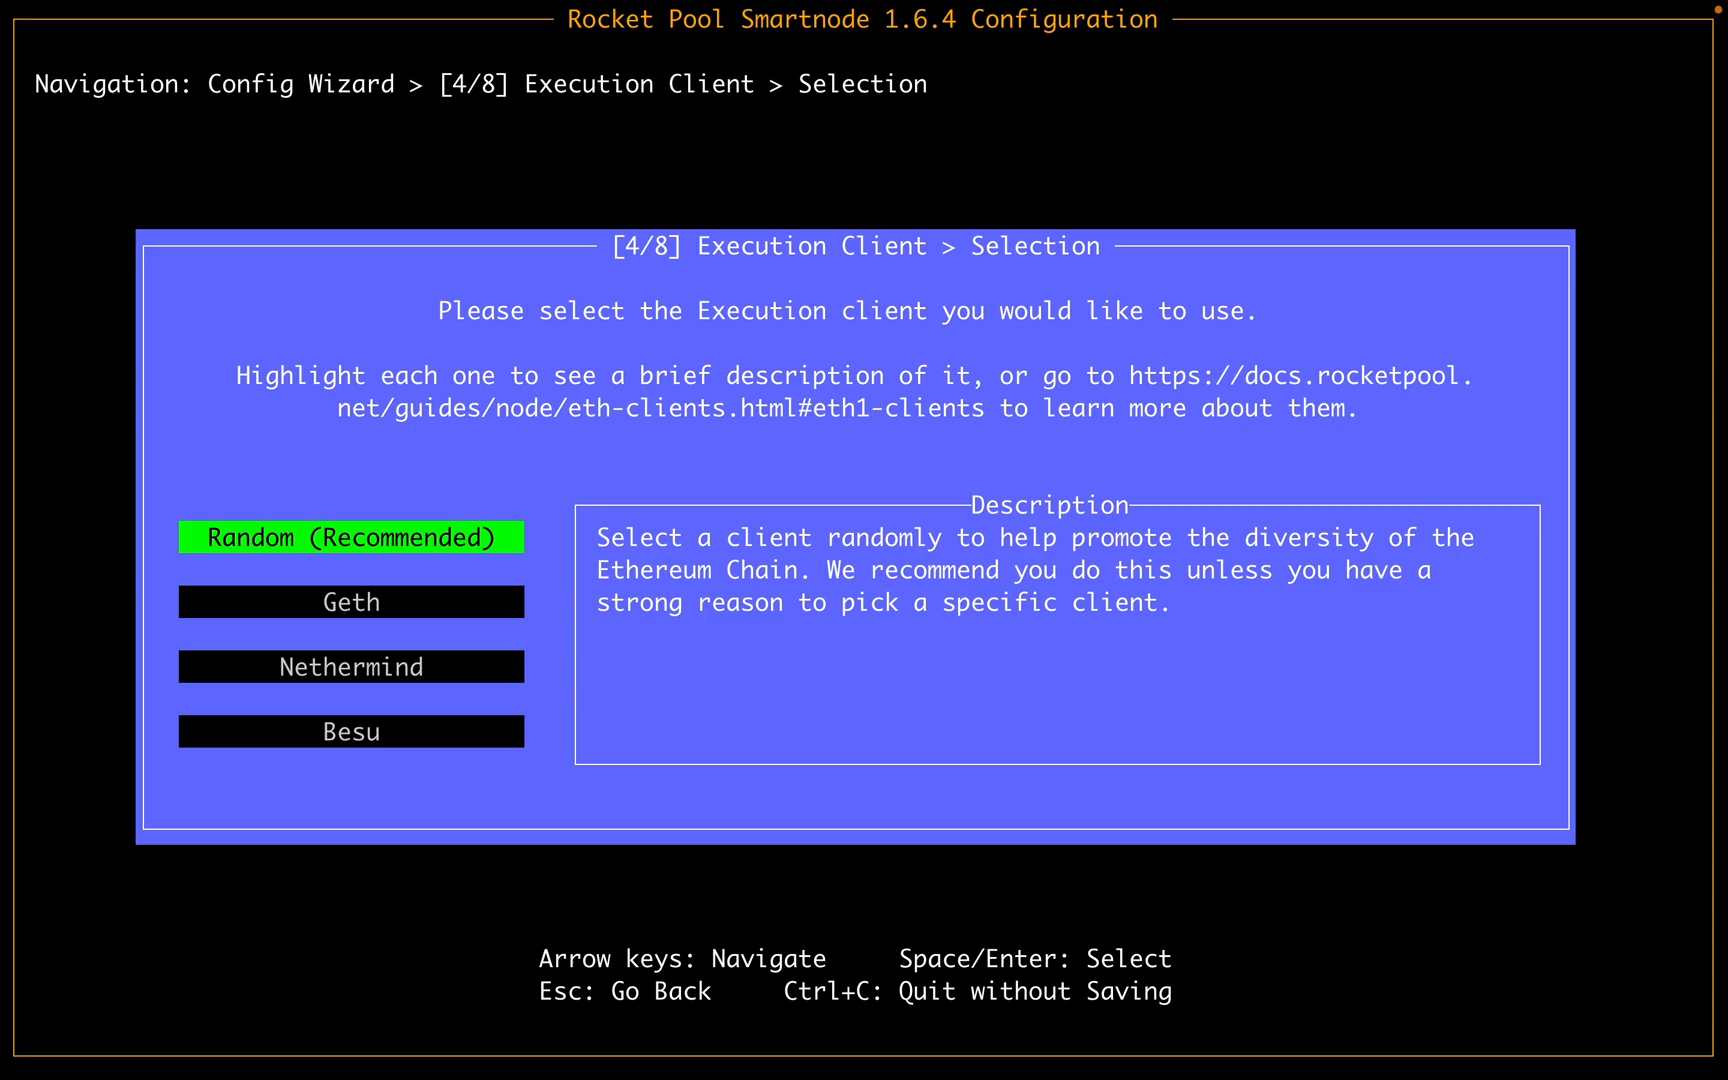 Rocket Pool Smartnode 1.6.4 Configuration
Navigation: Config Wizard > [4/8] Execution Client > Selection
[4/8] Execution Client > Selection
Please select the Execution client you would like to use.
Highlight each one to see a brief description of it, or go to https://docs.rocketpool.
net/guides/node/eth-clients.html#eth1-clients to learn more about them.
Random (Recommended)
Geth
Nethermind
Besu
Description
Select a client randomly to help promote the diversity of the
Ethereum Chain. We recommend you do this unless you have a
strong reason to pick a specific client.
Arrow keys: Navigate     Space/Enter: Select
Esc: Go Back     Ctrl+C: Quit without Saving